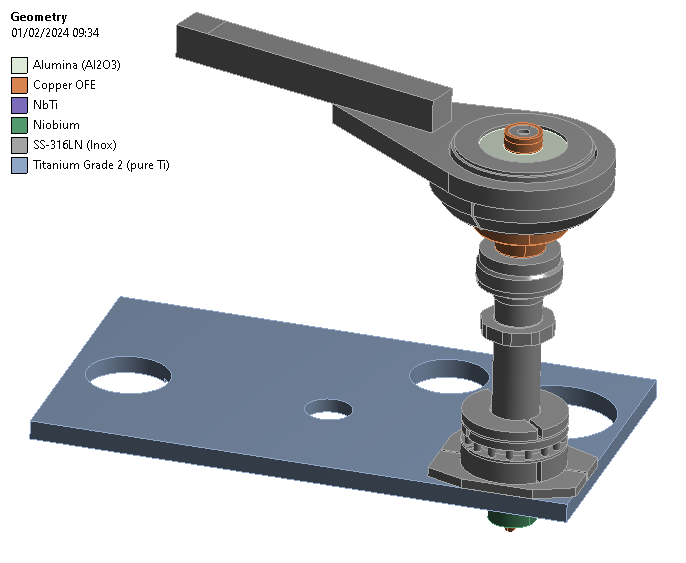 Geometry
01/02/2024 09:34
Alumina (Al2O3)
Copper OFE
NbTi
Niobium
SS-316LN (Inox)
Titanium Grade 2 (pure Ti)